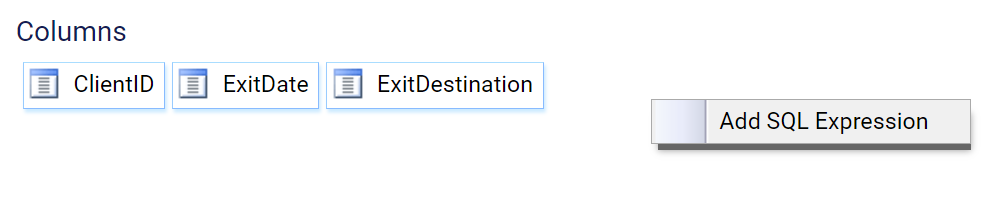 Columns
ClientID ExitDate ExitDestination
Add SQL Expression